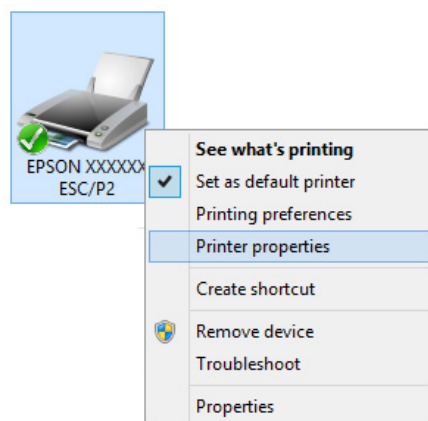 EPSON XXXXXX
ESC/P2
See what's printing
Set as default printer
Printing preferences
Printer properties
Create shortcut
Remove device
Troubleshoot
Properties